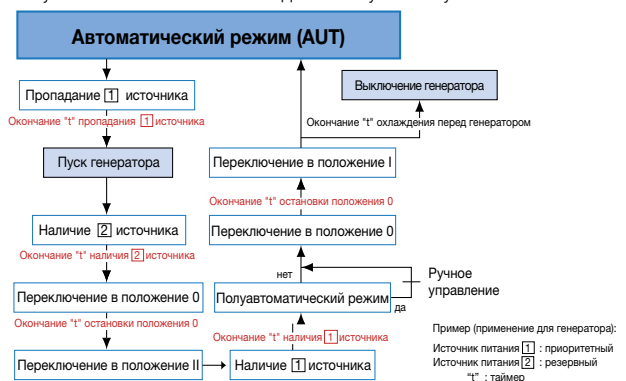 Автоматический режим (AUT)
Пропадание 1 источника
Окончание "t" пропадания 1 источника
Пуск генератора
Наличие 2 источника
Окончание "t" наличия 2 источника
Переключение в положение 0
Окончание "t" остановки положения 0
Переключение в положение II
Наличие 1 источника
Окончание "t" наличия 1 источника
Полуавтоматический режим
нет
да
Ручное
управление
Переключение в положение 0
Окончание "t" остановки положения 0
Переключение в положение I
Выключение генератора
Окончание "t" охлаждения перед генератором
Пример (применение для генератора):
Источник питания 1 : приоритетный
Источник питания 2 : резервный
“t” : таймер